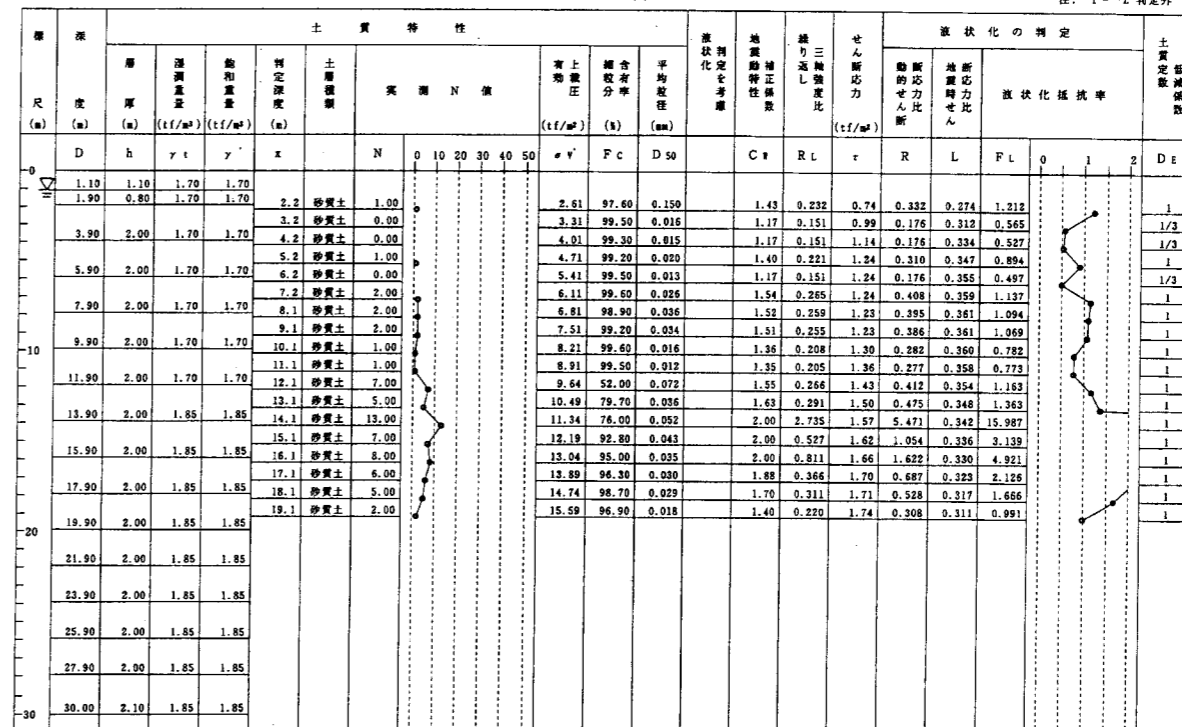 注. 1 - *Z 判定外
土 質 特 性
標 尺 (m)
深 度 (m)
層 厚 (m)
湿潤重量 (tf/m³)
飽和重量 (tf/m³)
判定深度 (m)
土層種類
実 測 N 値
有効上載圧 (tf/m²)
細粒分含有率 (%)
平均粒径 (mm)
液状化判定を考慮
地震動特性補正係数
繰り返し三軸強度比
せん断応力 (tf/m²)
液 状 化 の 判 定
動的せん断応力比
地震時せん断応力比
液 状 化 抵 抗 率
土質定数低減係数
D h γt γ' x N 0 10 20 30 40 50 σv' FC D50 CW RL τ R L FL 0 1 2 DE
0
1.10 1.10 1.70 1.70
1.90 0.80 1.70 1.70
2.2 砂質土 1.00 2.61 97.60 0.150 1.43 0.232 0.74 0.332 0.274 1.212 1
3.2 砂質土 0.00 3.31 99.50 0.016 1.17 0.151 0.99 0.176 0.312 0.565 1/3
3.90 2.00 1.70 1.70
4.2 砂質土 0.00 4.01 99.30 0.015 1.17 0.151 1.14 0.176 0.334 0.527 1/3
5.2 砂質土 1.00 4.71 99.20 0.020 1.40 0.221 1.24 0.310 0.347 0.894 1
5.90 2.00 1.70 1.70
6.2 砂質土 0.00 5.41 99.50 0.013 1.17 0.151 1.24 0.176 0.355 0.497 1/3
7.2 砂質土 2.00 6.11 99.60 0.026 1.54 0.265 1.24 0.408 0.359 1.137 1
7.90 2.00 1.70 1.70
8.1 砂質土 2.00 6.81 98.90 0.036 1.52 0.259 1.23 0.395 0.361 1.094 1
9.1 砂質土 2.00 7.51 99.20 0.034 1.51 0.255 1.23 0.386 0.361 1.069 1
10
9.90 2.00 1.70 1.70
10.1 砂質土 1.00 8.21 99.60 0.016 1.36 0.208 1.30 0.282 0.360 0.782 1
11.1 砂質土 1.00 8.91 99.50 0.012 1.35 0.205 1.36 0.277 0.358 0.773 1
11.90 2.00 1.70 1.70
12.1 砂質土 7.00 9.64 52.00 0.072 1.55 0.266 1.43 0.412 0.354 1.163 1
13.1 砂質土 5.00 10.49 79.70 0.036 1.63 0.291 1.50 0.475 0.348 1.363 1
13.90 2.00 1.85 1.85
14.1 砂質土 13.00 11.34 76.00 0.052 2.00 2.735 1.57 5.471 0.342 15.987 1
15.1 砂質土 7.00 12.19 92.80 0.043 2.00 0.527 1.62 1.054 0.336 3.139 1
15.90 2.00 1.85 1.85
16.1 砂質土 8.00 13.04 95.00 0.035 2.00 0.811 1.66 1.622 0.330 4.921 1
17.1 砂質土 6.00 13.89 96.30 0.030 1.88 0.366 1.70 0.687 0.323 2.126 1
17.90 2.00 1.85 1.85
18.1 砂質土 5.00 14.74 98.70 0.029 1.70 0.311 1.71 0.528 0.317 1.666 1
19.1 砂質土 2.00 15.59 96.90 0.018 1.40 0.220 1.74 0.308 0.311 0.991 1
19.90 2.00 1.85 1.85
20
21.90 2.00 1.85 1.85
23.90 2.00 1.85 1.85
25.90 2.00 1.85 1.85
27.90 2.00 1.85 1.85
30.00 2.10 1.85 1.85
30